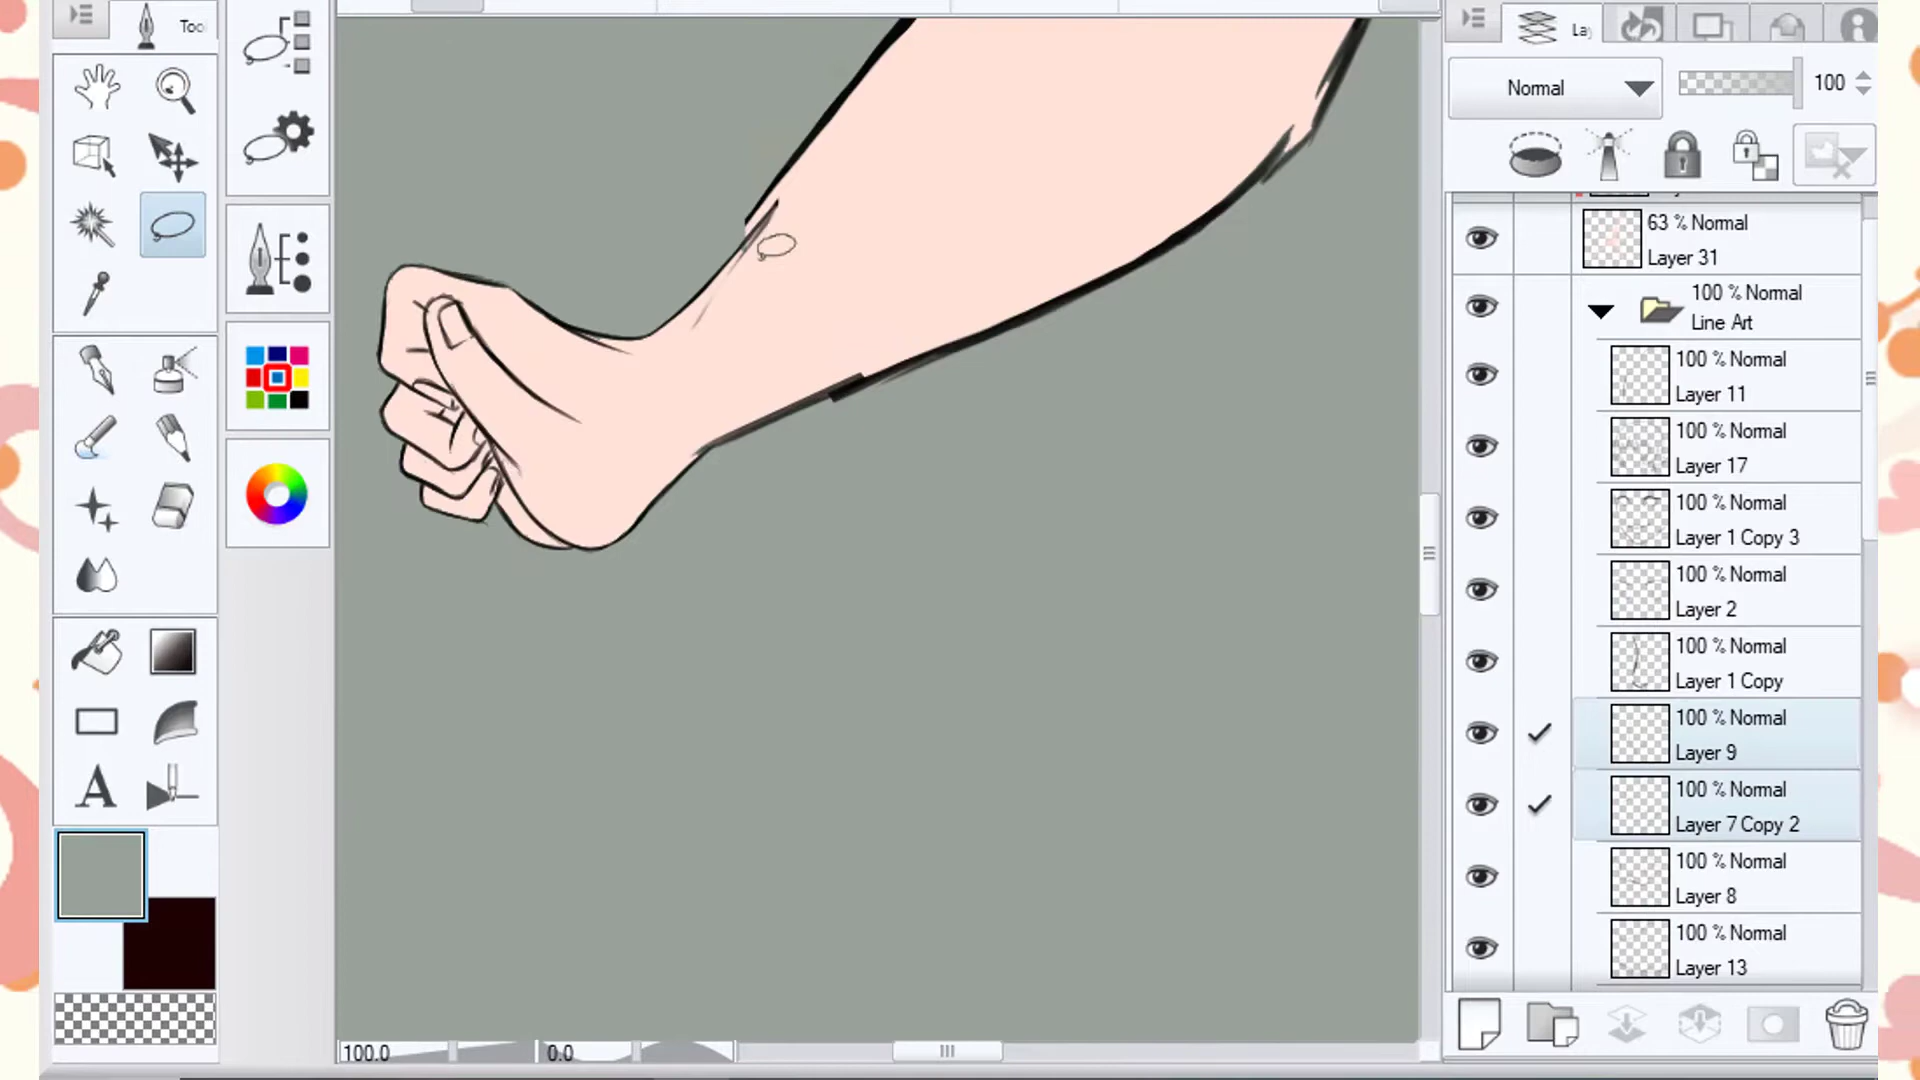 Too
La
Normal
100
63 % Normal
Layer 31
100 % Normal
Line Art
100 % Normal
Layer 11
100 % Normal
Layer 17
100 % Normal
Layer 1 Copy 3
100 % Normal
Layer 2
100 % Normal
Layer 1 Copy
100 % Normal
Layer 9
100 % Normal
Layer 7 Copy 2
100 % Normal
Layer 8
100 % Normal
Layer 13
A
100.0
0.0